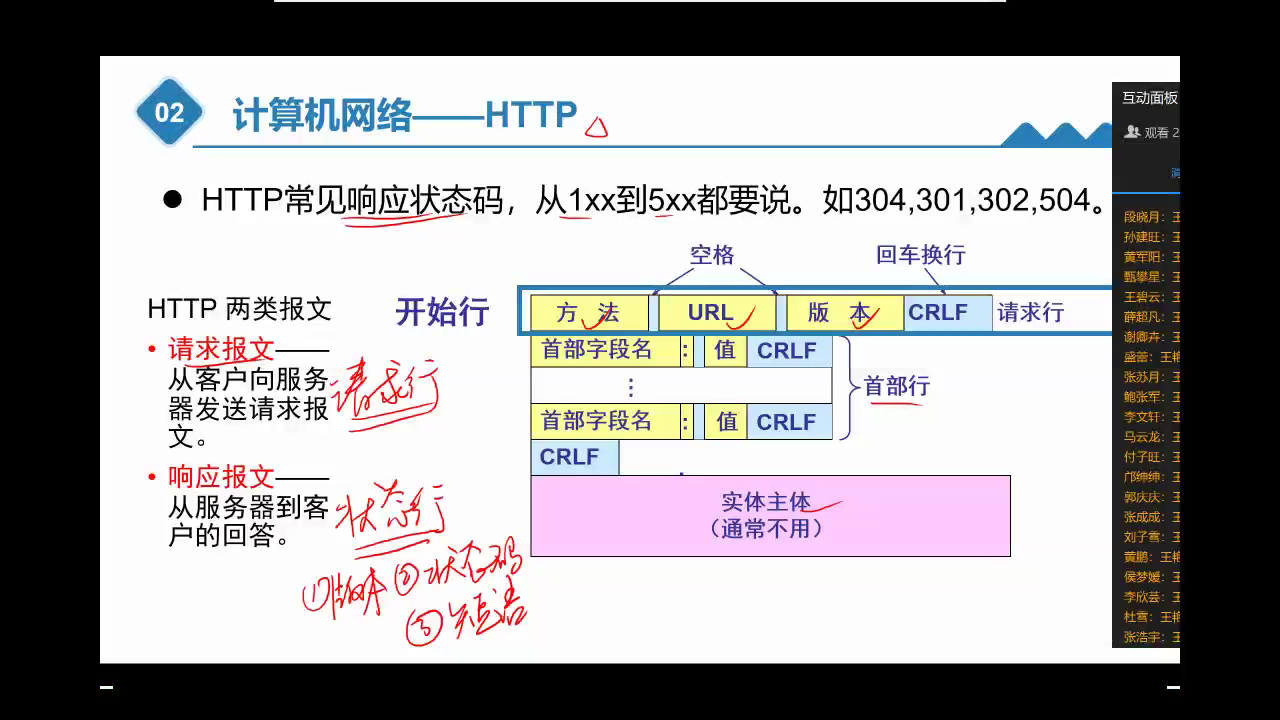 02
计算机网络——HTTP
互动面板
观看 2
● HTTP常见响应状态码，从1xx到5xx都要说。如304,301,302,504。
空格
回车换行
HTTP 两类报文
开始行
方 法
URL
版 本
CRLF
请求行
• 请求报文——
从客户向服务
器发送请求报
文。
请求行
首部字段名
:
值
CRLF
⋮
首部字段名
:
值
CRLF
首部行
CRLF
• 响应报文——
从服务器到客
户的回答。
状态行
实体主体
（通常不用）
①版本 ②状态码
③短语
段晓月：王
孙建旺：王
黄军阳：王
甄攀星：王
王碧云：王
薛超凡：王
谢卿卉：王
盛蕾：王艳
张苏月：王
鲍张军：王
李文轩：王
马云龙：王
付子旺：王
邝绅绅：王
郭庆庆：王
张成成：王
刘子骞：王
黄鹏：王艳
侯梦媛：王
李欣芸：王
杜骞：王艳
张浩宇：王